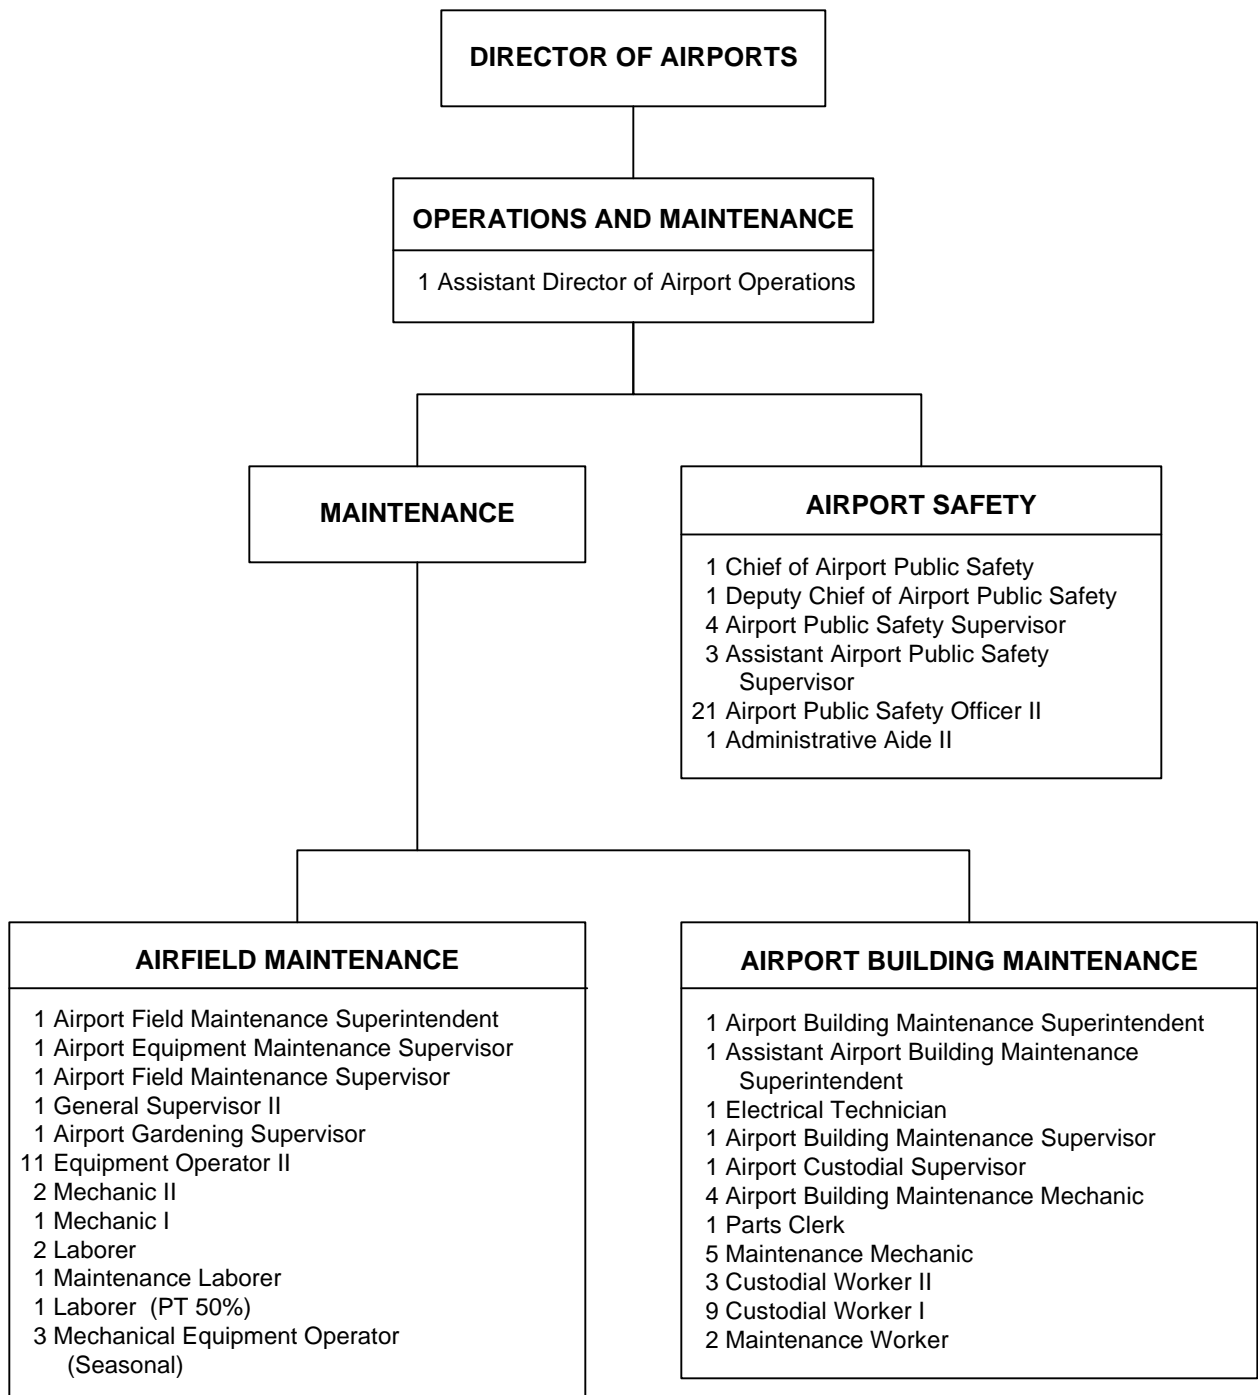 DIRECTOR OF AIRPORTS
OPERATIONS AND MAINTENANCE
1 Assistant Director of Airport Operations
MAINTENANCE
AIRPORT SAFETY
1 Chief of Airport Public Safety
1 Deputy Chief of Airport Public Safety
4 Airport Public Safety Supervisor
3 Assistant Airport Public Safety
Supervisor
21 Airport Public Safety Officer II
1 Administrative Aide II
AIRFIELD MAINTENANCE
1 Airport Field Maintenance Superintendent
1 Airport Equipment Maintenance Supervisor
1 Airport Field Maintenance Supervisor
1 General Supervisor II
1 Airport Gardening Supervisor
11 Equipment Operator II
2 Mechanic II
1 Mechanic I
2 Laborer
1 Maintenance Laborer
1 Laborer (PT 50%)
3 Mechanical Equipment Operator
(Seasonal)
AIRPORT BUILDING MAINTENANCE
1 Airport Building Maintenance Superintendent
1 Assistant Airport Building Maintenance
Superintendent
1 Electrical Technician
1 Airport Building Maintenance Supervisor
1 Airport Custodial Supervisor
4 Airport Building Maintenance Mechanic
1 Parts Clerk
5 Maintenance Mechanic
3 Custodial Worker II
9 Custodial Worker I
2 Maintenance Worker